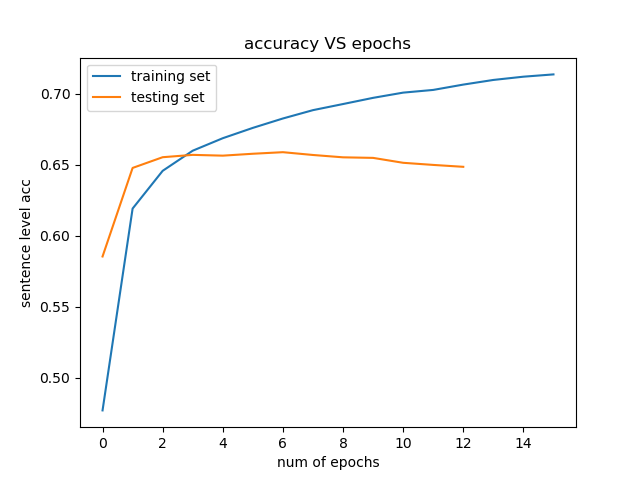 accuracy VS epochs
training set
testing set
sentence level acc
0.70
0.65
0.60
0.55
0.50
0 2 4 6 8 10 12 14
num of epochs